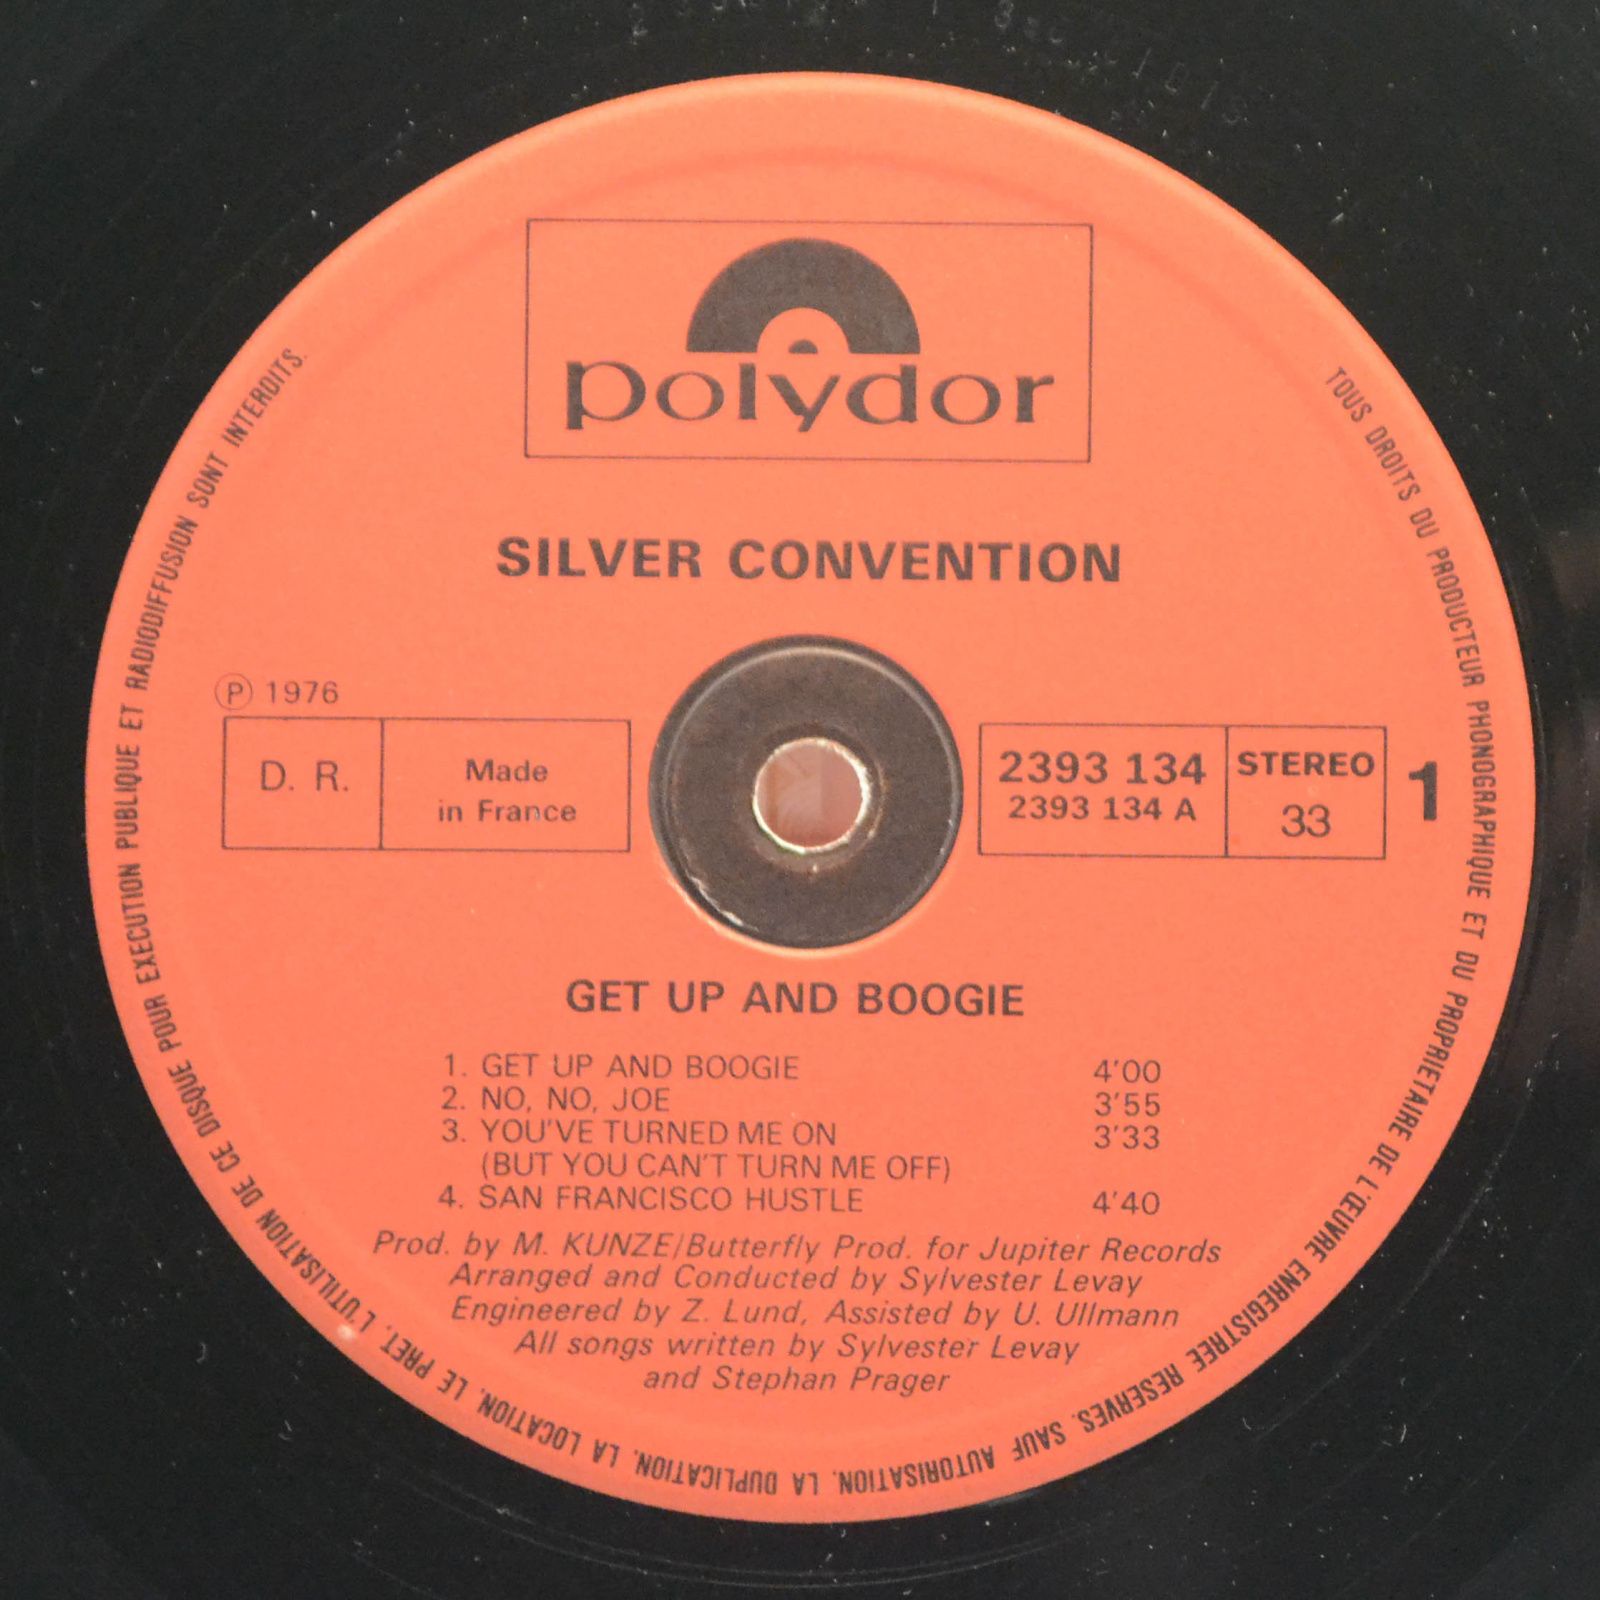 polydor
SILVER CONVENTION
Ⓟ 1976
D. R.
Made
in France
2393 134
2393 134 A
STEREO
33
1
GET UP AND BOOGIE
1. GET UP AND BOOGIE 4'00
2. NO, NO, JOE 3'55
3. YOU'VE TURNED ME ON 3'33
(BUT YOU CAN'T TURN ME OFF)
4. SAN FRANCISCO HUSTLE 4'40
Prod. by M. KUNZE/Butterfly Prod. for Jupiter Records
Arranged and Conducted by Sylvester Levay
Engineered by Z. Lund, Assisted by U. Ullmann
All songs written by Sylvester Levay
and Stephan Prager
TOUS DROITS DU PRODUCTEUR PHONOGRAPHIQUE ET DU PROPRIETAIRE DE L'ŒUVRE ENREGISTREE RESERVES. SAUF AUTORISATION, LA DUPLICATION, LA LOCATION, LE PRET, L'UTILISATION DE CE DISQUE POUR EXECUTION PUBLIQUE ET RADIODIFFUSION SONT INTERDITS.